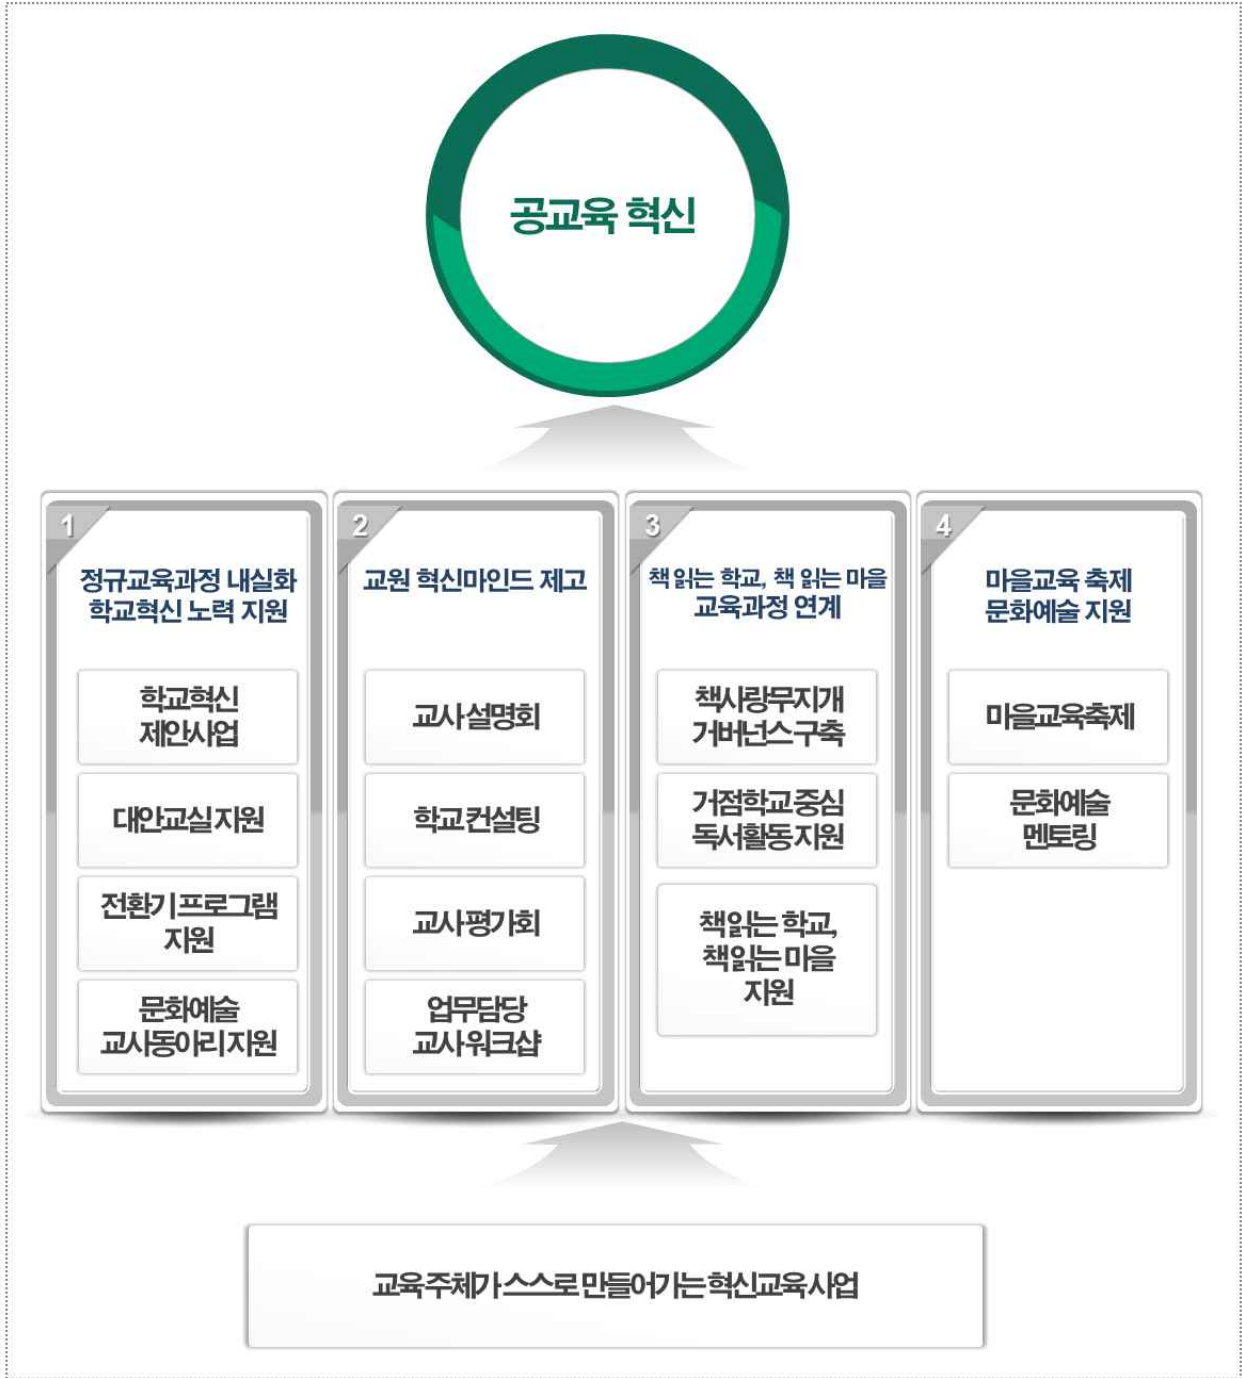 공교육 혁신
1
정규교육과정 내실화
학교혁신 노력 지원
학교혁신
제안사업
대안교실 지원
전환기 프로그램
지원
문화예술
교사동아리 지원
2
교원 혁신마인드 제고
교사 설명회
학교 컨설팅
교사 평가회
업무담당
교사 워크샵
3
책 읽는 학교, 책 읽는 마을
교육과정 연계
책사랑무지개
거버넌스 구축
거점학교 중심
독서활동 지원
책읽는 학교,
책읽는 마을
지원
4
마을교육 축제
문화예술 지원
마을교육축제
문화예술
멘토링
교육 주체가 스스로 만들어가는 혁신교육 사업